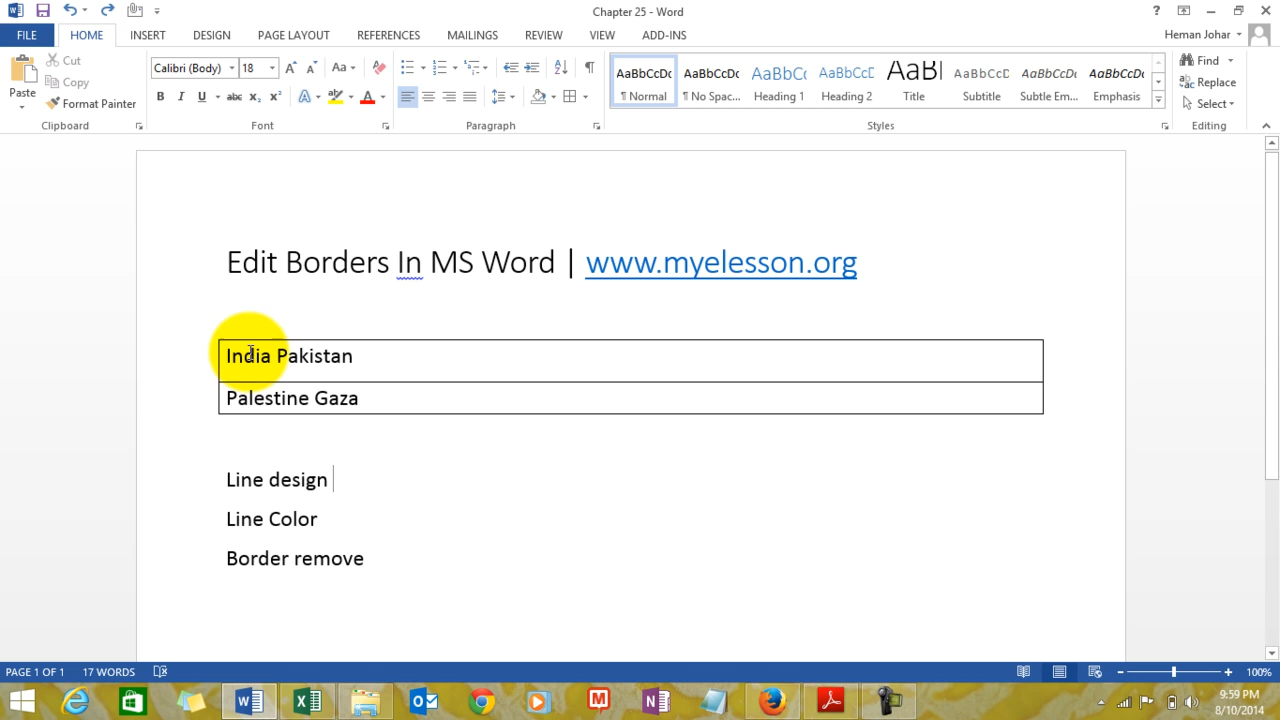 Chapter 25 - Word
FILE HOME INSERT DESIGN PAGE LAYOUT REFERENCES MAILINGS REVIEW VIEW ADD-INS Heman Johar
Paste
Cut
Copy
Format Painter
Clipboard
Calibri (Body) 18
Font
Paragraph
AaBbCcDc AaBbCcDc AaBbCc AaBbCcD AaBl AaBbCcD AaBbCcDc AaBbCcDc
¶ Normal ¶ No Spac... Heading 1 Heading 2 Title Subtitle Subtle Em... Emphasis
Styles
Find
Replace
Select
Editing
Edit Borders In MS Word | www.myelesson.org
India Pakistan
Palestine Gaza
Line design
Line Color
Border remove
PAGE 1 OF 1 17 WORDS 100%
9:59 PM
8/10/2014